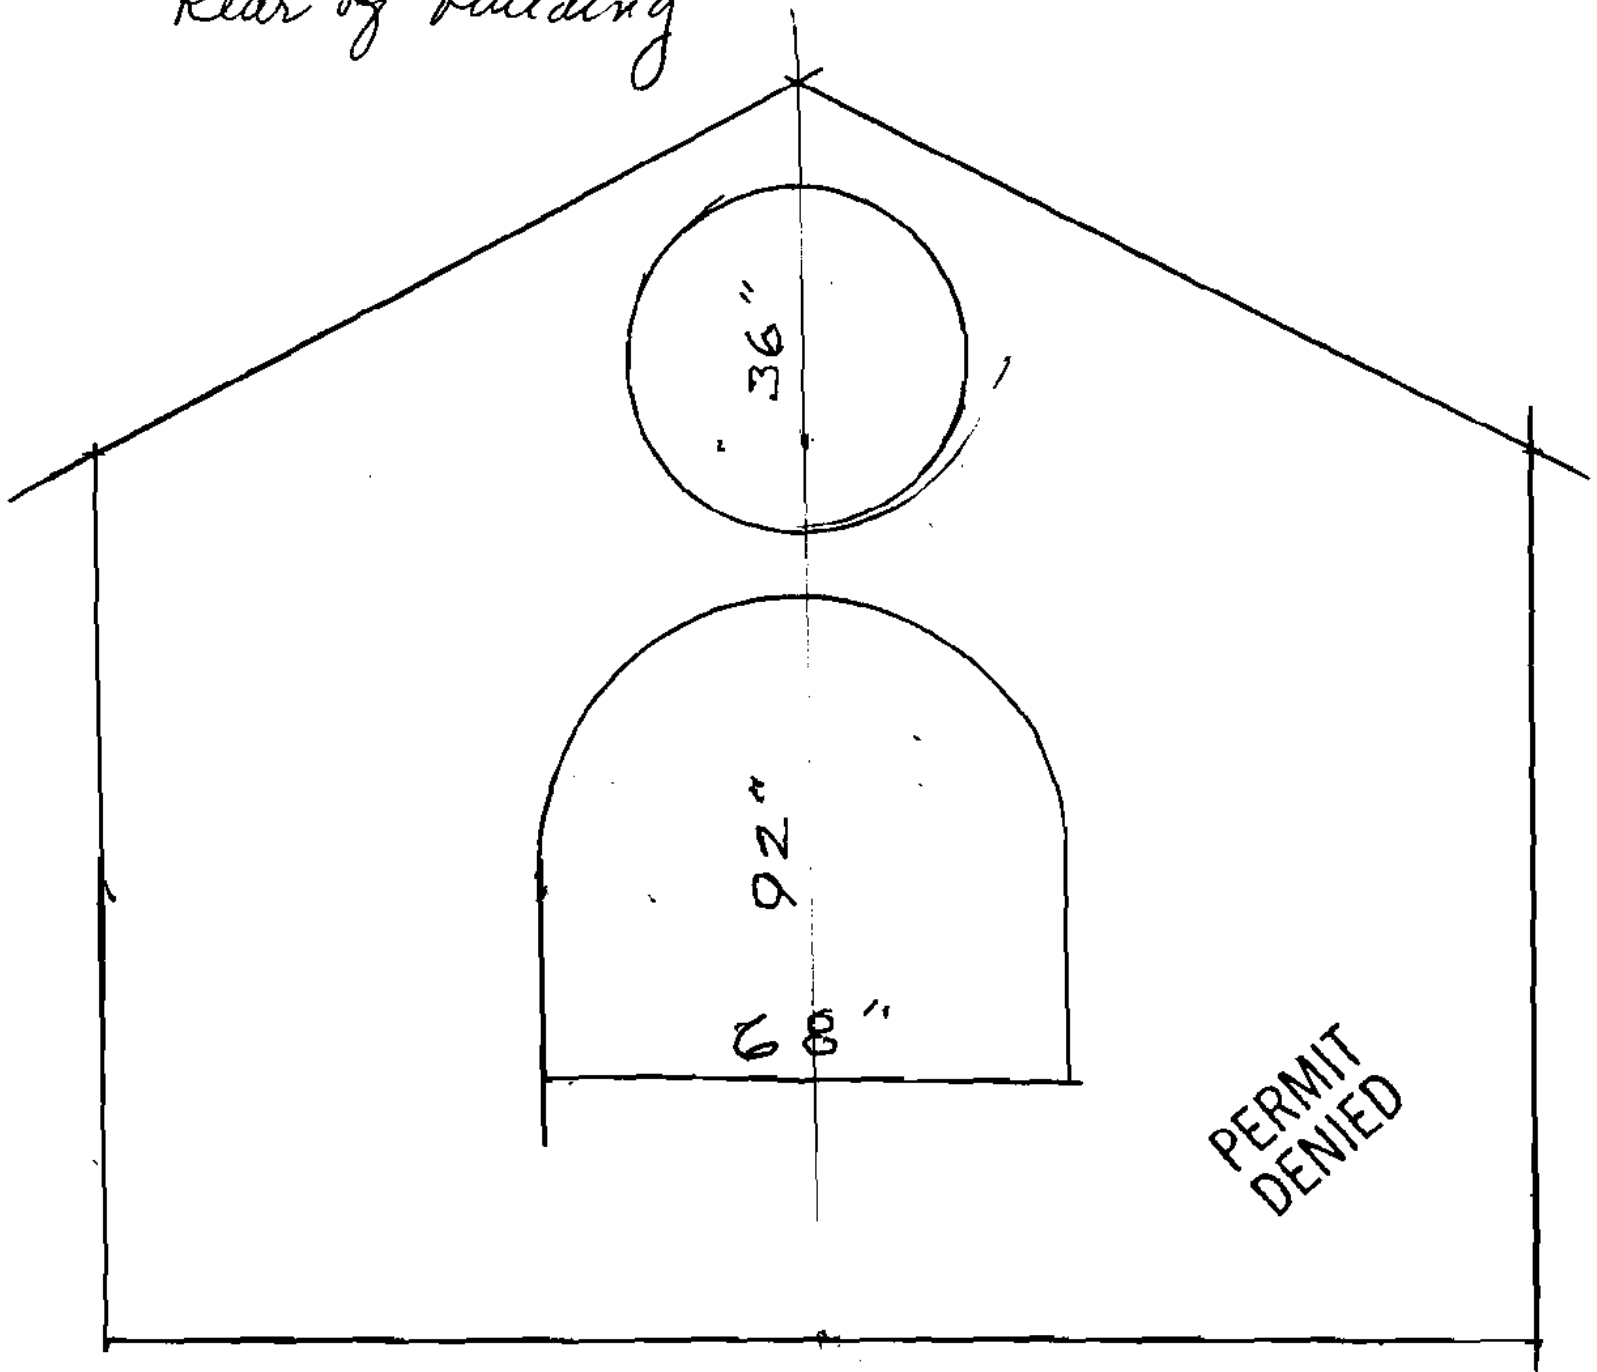 Rear of building
36"
92"
68"
PERMIT
DENIED